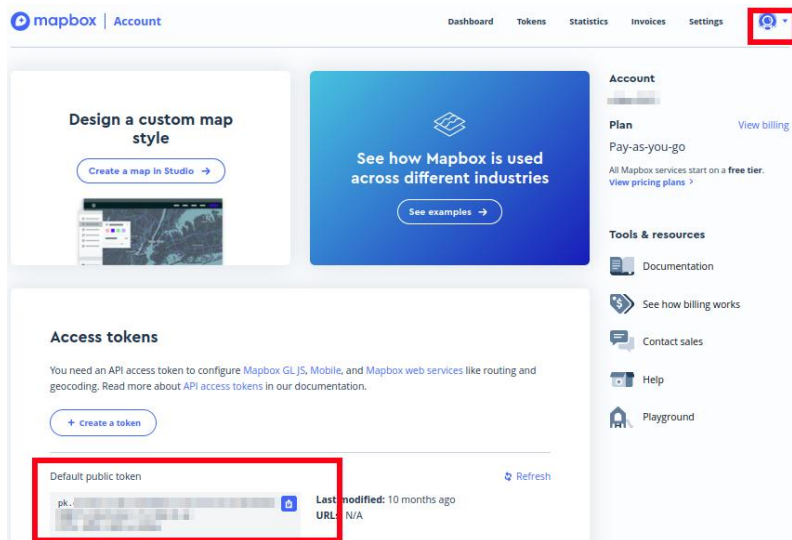 mapbox | Account
Dashboard Tokens Statistics Invoices Settings
Design a custom map
style
Create a map in Studio →
See how Mapbox is used
across different industries
See examples →
Account
Plan View billing
Pay-as-you-go
All Mapbox services start on a free tier.
View pricing plans >
Tools & resources
Documentation
See how billing works
Contact sales
Help
Playground
Access tokens
You need an API access token to configure Mapbox GL JS, Mobile, and Mapbox web services like routing and
geocoding. Read more about API access tokens in our documentation.
+ Create a token
Default public token Refresh
pk.
Last modified: 10 months ago
URLs: N/A